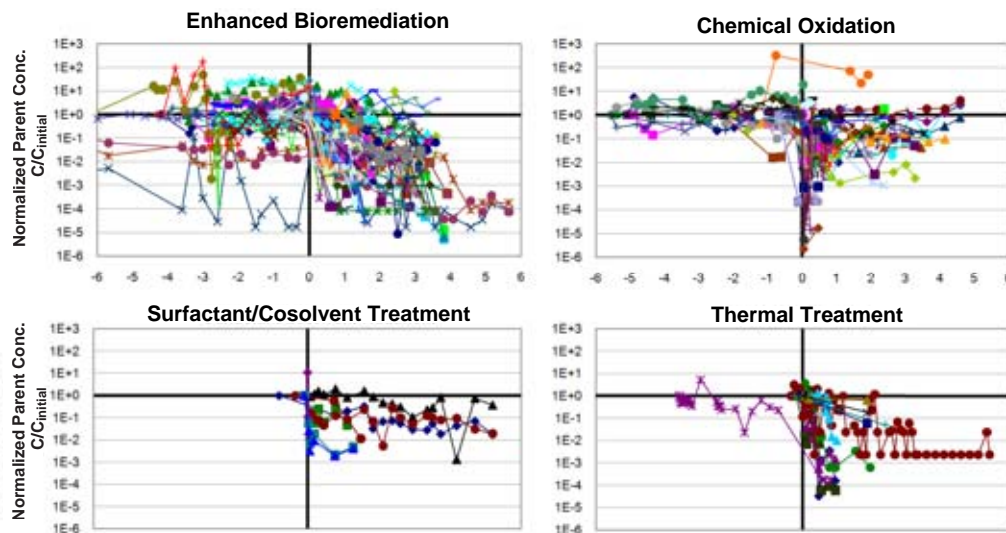 Enhanced Bioremediation
Normalized Parent Conc.
C/Cinitial
1E+3
1E+2
1E+1
1E+0
1E-1
1E-2
1E-3
1E-4
1E-5
1E-6
-6 -5 -4 -3 -2 -1 0 1 2 3 4 5 6
Chemical Oxidation
1E+3
1E+2
1E+1
1E+0
1E-1
1E-2
1E-3
1E-4
1E-5
1E-6
-6 -5 -4 -3 -2 -1 0 1 2 3 4 5 6
Surfactant/Cosolvent Treatment
Normalized Parent Conc.
C/Cinitial
1E+3
1E+2
1E+1
1E+0
1E-1
1E-2
1E-3
1E-4
1E-5
1E-6
Thermal Treatment
1E+3
1E+2
1E+1
1E+0
1E-1
1E-2
1E-3
1E-4
1E-5
1E-6